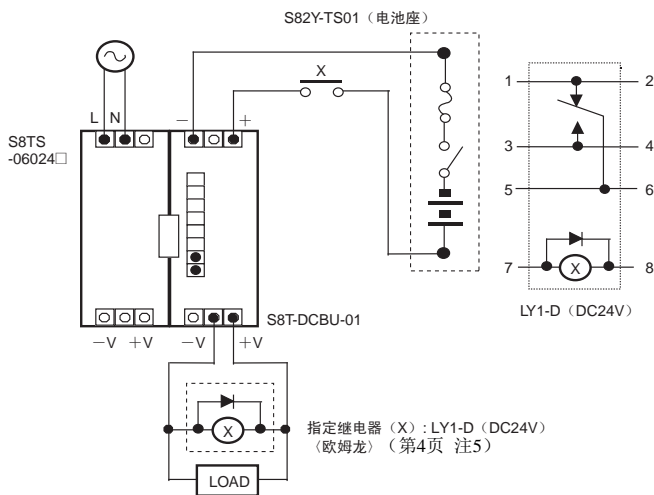 S82Y-TS01（电池座）
X
L N
－ ＋
S8TS
-06024□
1 2
3 4
5 6
7 X 8
LY1-D（DC24V）
S8T-DCBU-01
－V ＋V
－V ＋V
X
指定继电器（X）: LY1-D（DC24V）
〈欧姆龙〉（第4页 注5）
LOAD